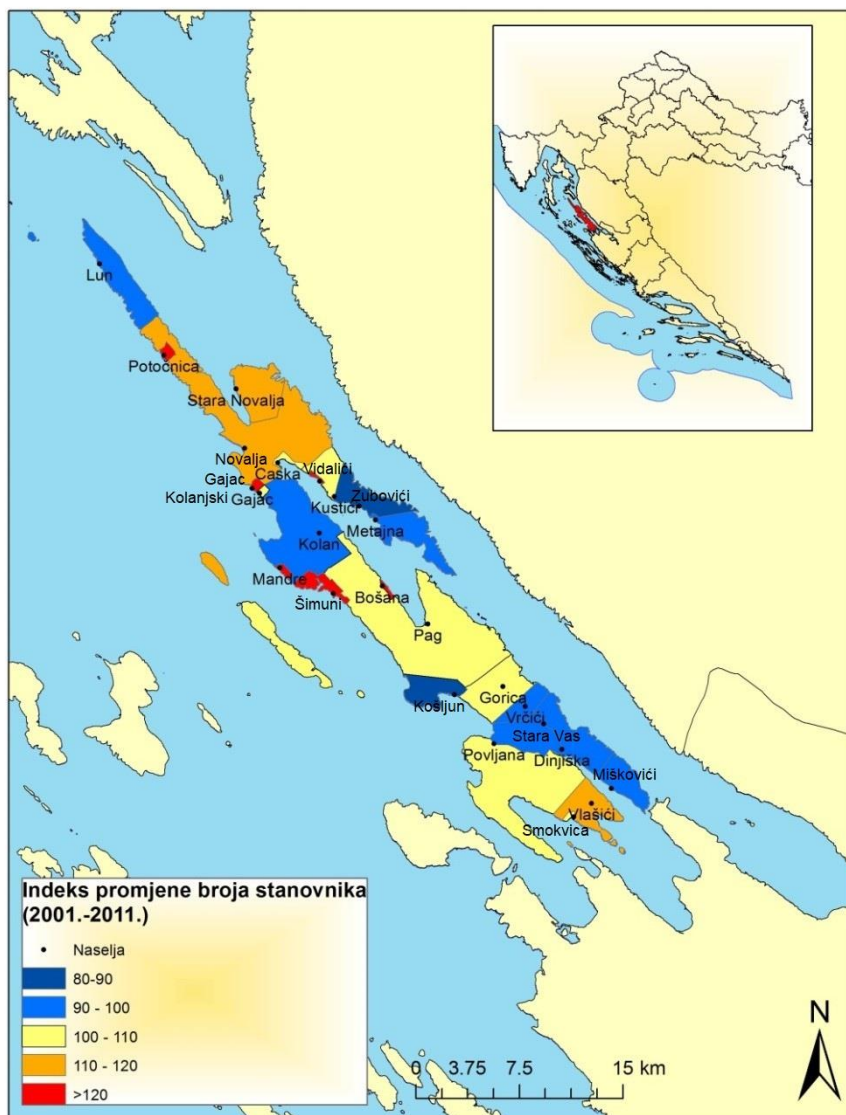 Lun
Potočnica
Stara Novalja
Novalja
Caska
Vidalići
Gajac
Kolanjski
Gajac
Kustići
Zubovići
Metajna
Kolan
Mandre
Šimuni
Bošana
Pag
Košljun
Gorica
Vrčići
Stara Vas
Povljana
Dinjiška
Miškovići
Vlašići
Smokvica
Indeks promjene broja stanovnika
(2001.-2011.)
Naselja
80-90
90 - 100
100 - 110
110 - 120
>120
0 3.75 7.5 15 km
N